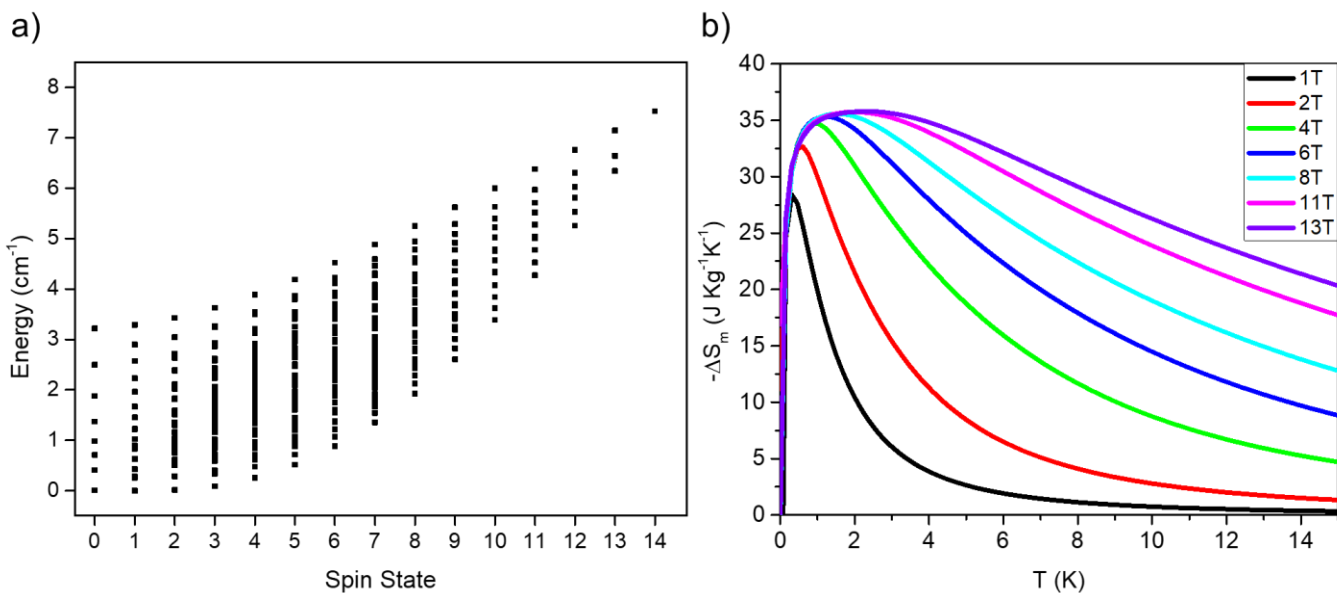 a)
Energy (cm⁻¹)
8
7
6
5
4
3
2
1
0
0 1 2 3 4 5 6 7 8 9 10 11 12 13 14
Spin State
b)
-ΔSₘ (J Kg⁻¹K⁻¹)
40
35
30
25
20
15
10
5
0
0 2 4 6 8 10 12 14
T (K)
1T
2T
4T
6T
8T
11T
13T